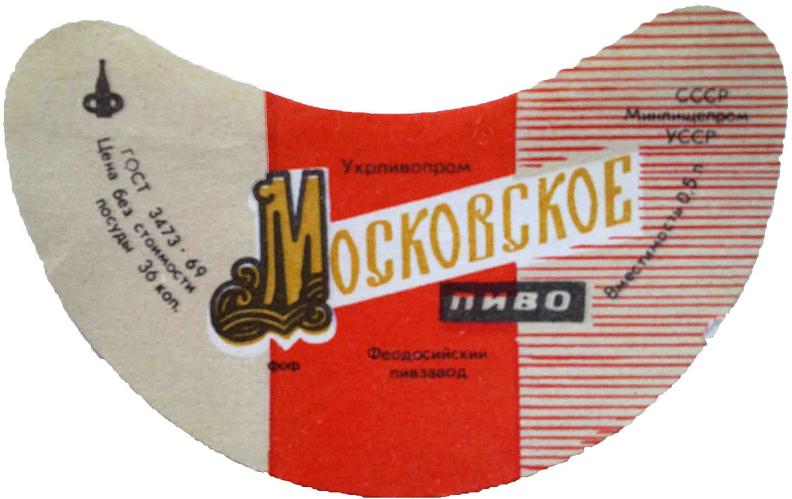 ГОСТ 3473-69
Цена без стоимости
посуды 36 коп.
Укрпивопром
Московское
пиво
Феодосийский
пивзавод
фоф
СССР
Минпищепром
УССР
Вместимость 0,5 л